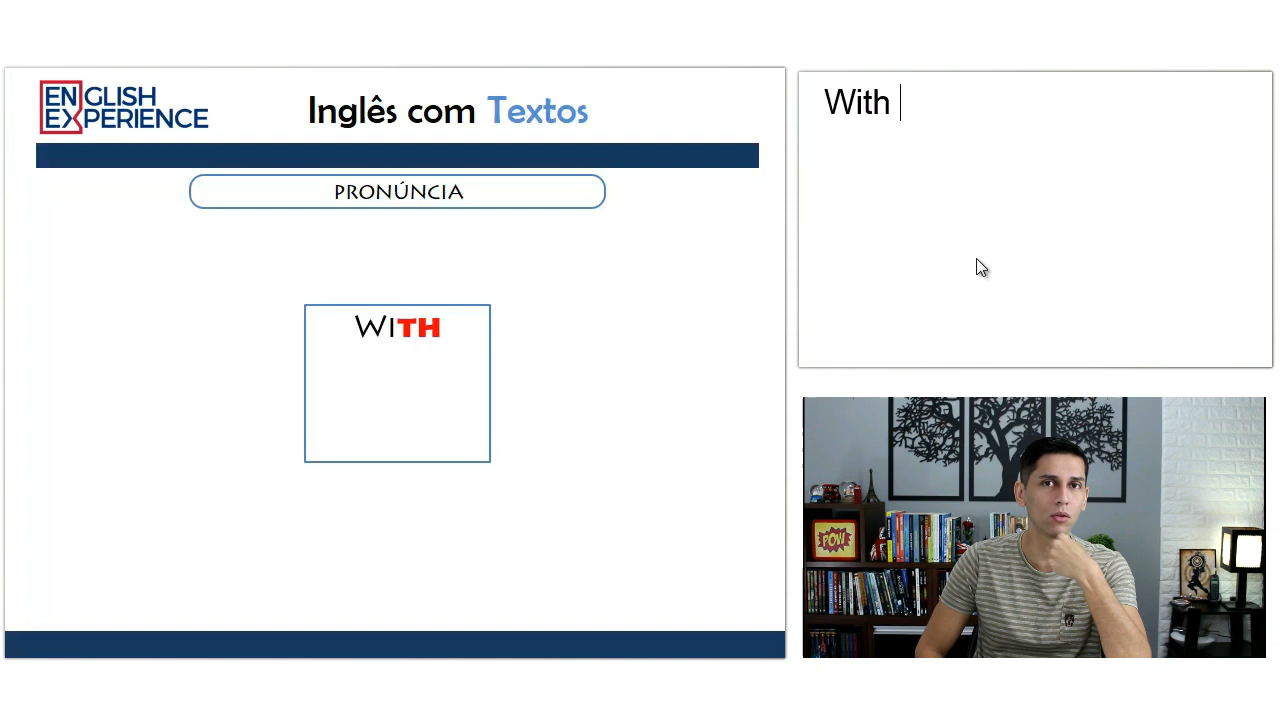 ENGLISH
EXPERIENCE
Inglês com Textos
PRONÚNCIA
WITH
With
POW!